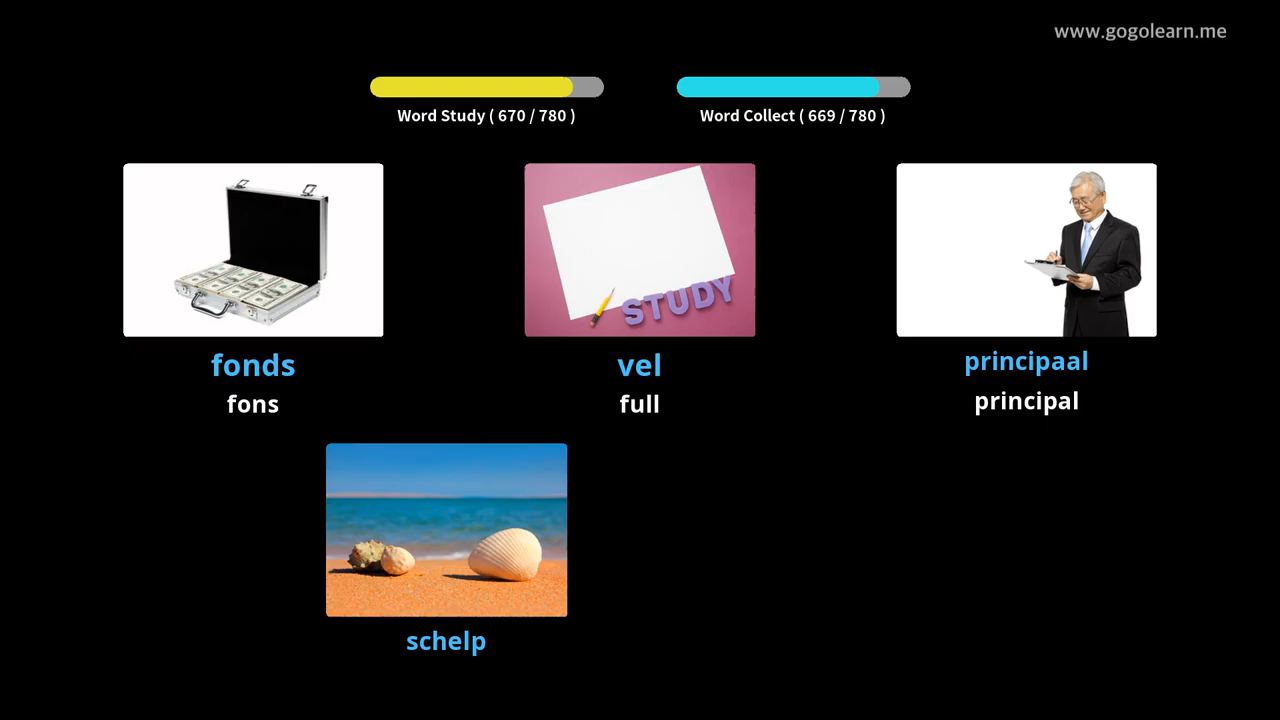 www.gogolearn.me
Word Study ( 670 / 780 )
Word Collect ( 669 / 780 )
STUDY
fonds
fons
vel
full
principaal
principal
schelp